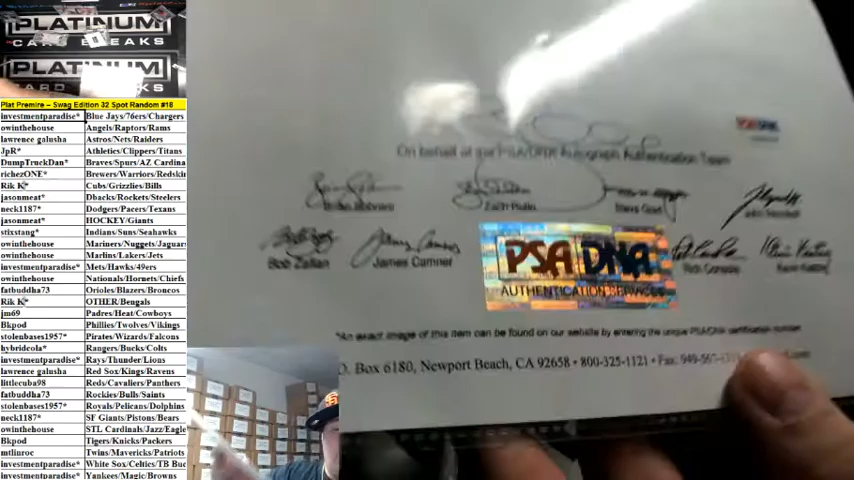 PLATINUM
CARD BREAKS
PLATINUM
CARD BREAKS
Plat Premire – Swag Edition 32 Spot Random #18
investmentparadise* Blue Jays/76ers/Chargers
owinthehouse Angels/Raptors/Rams
lawrence galusha Astros/Nets/Raiders
JpR* Athletics/Clippers/Titans
DumpTruckDan* Braves/Spurs/AZ Cardina
richezONE* Brewers/Warriors/Redskin
Rik K* Cubs/Grizzlies/Bills
jasonmeat* Dbacks/Rockets/Steelers
neck1187* Dodgers/Pacers/Texans
jasonmeat* HOCKEY/Giants
stixstang* Indians/Suns/Seahawks
owinthehouse Mariners/Nuggets/Jaguar
owinthehouse Marlins/Lakers/Jets
investmentparadise* Mets/Hawks/49ers
owinthehouse Nationals/Hornets/Chiefs
fatbuddha73 Orioles/Blazers/Broncos
Rik K* OTHER/Bengals
jm69 Padres/Heat/Cowboys
Bkpod Phillies/Twolves/Vikings
stolenbases1957* Pirates/Wizards/Falcons
hybridcola* Rangers/Bucks/Colts
investmentparadise* Rays/Thunder/Lions
lawrence galusha Red Sox/Kings/Ravens
littlecuba98 Reds/Cavaliers/Panthers
fatbuddha73 Rockies/Bulls/Saints
stolenbases1957* Royals/Pelicans/Dolphins
neck1187* SF Giants/Pistons/Bears
owinthehouse STL Cardinals/Jazz/Eagle
Bkpod Tigers/Knicks/Packers
mtlinroc Twins/Mavericks/Patriots
investmentparadise* White Sox/Celtics/TB Buc
investmentparadise* Yankees/Magic/Browns
On behalf of the PSA/DNA Autograph Authentication Team
Bob Zafian James Camner
PSA DNA
AUTHENTICATION SERVICES
*An exact image of this item can be found on our website by entering the unique PSA/DNA certification number
O. Box 6180, Newport Beach, CA 92658 • 800-325-1121 • Fax: